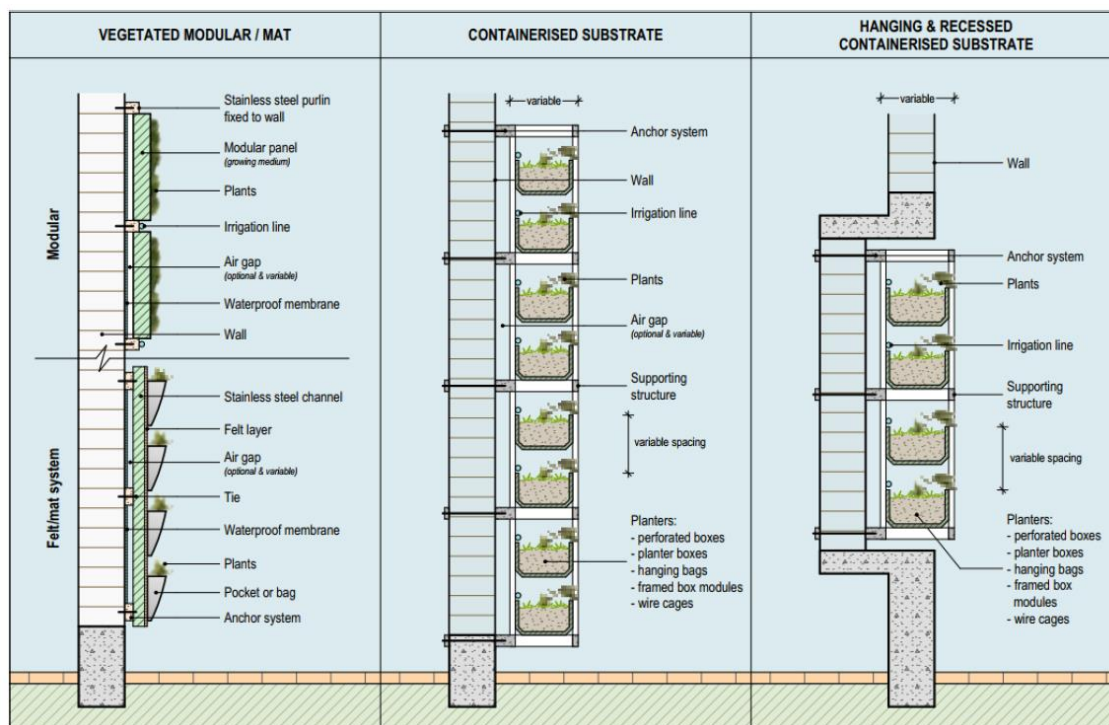 VEGETATED MODULAR / MAT
Stainless steel purlin
fixed to wall
Modular panel
(growing medium)
Plants
Irrigation line
Air gap
(optional & variable)
Waterproof membrane
Wall
Modular
Stainless steel channel
Felt layer
Air gap
(optional & variable)
Tie
Waterproof membrane
Plants
Pocket or bag
Anchor system
Felt/mat system
CONTAINERISED SUBSTRATE
variable
Anchor system
Wall
Irrigation line
Plants
Air gap
(optional & variable)
Supporting
structure
variable spacing
Planters:
- perforated boxes
- planter boxes
- hanging bags
- framed box modules
- wire cages
HANGING & RECESSED
CONTAINERISED SUBSTRATE
variable
Wall
Anchor system
Plants
Irrigation line
Supporting
structure
variable spacing
Planters:
- perforated boxes
- planter boxes
- hanging bags
- framed box
modules
- wire cages